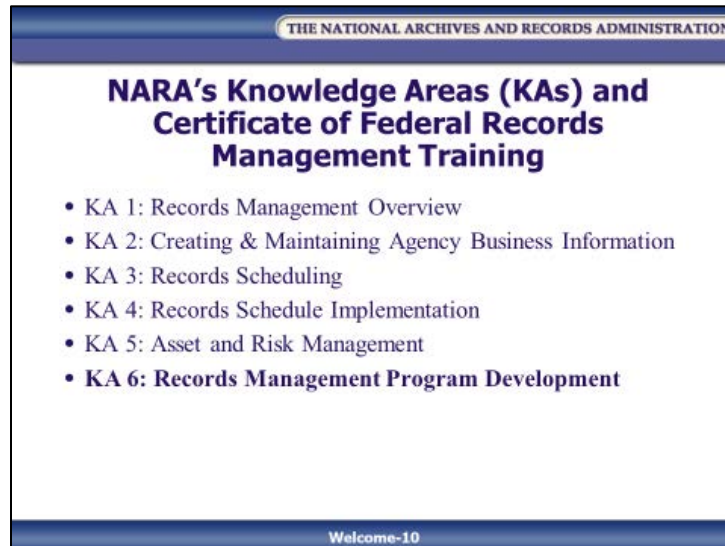 THE NATIONAL ARCHIVES AND RECORDS ADMINISTRATION
NARA's Knowledge Areas (KAs) and
Certificate of Federal Records
Management Training
• KA 1: Records Management Overview
• KA 2: Creating & Maintaining Agency Business Information
• KA 3: Records Scheduling
• KA 4: Records Schedule Implementation
• KA 5: Asset and Risk Management
• KA 6: Records Management Program Development
Welcome-10